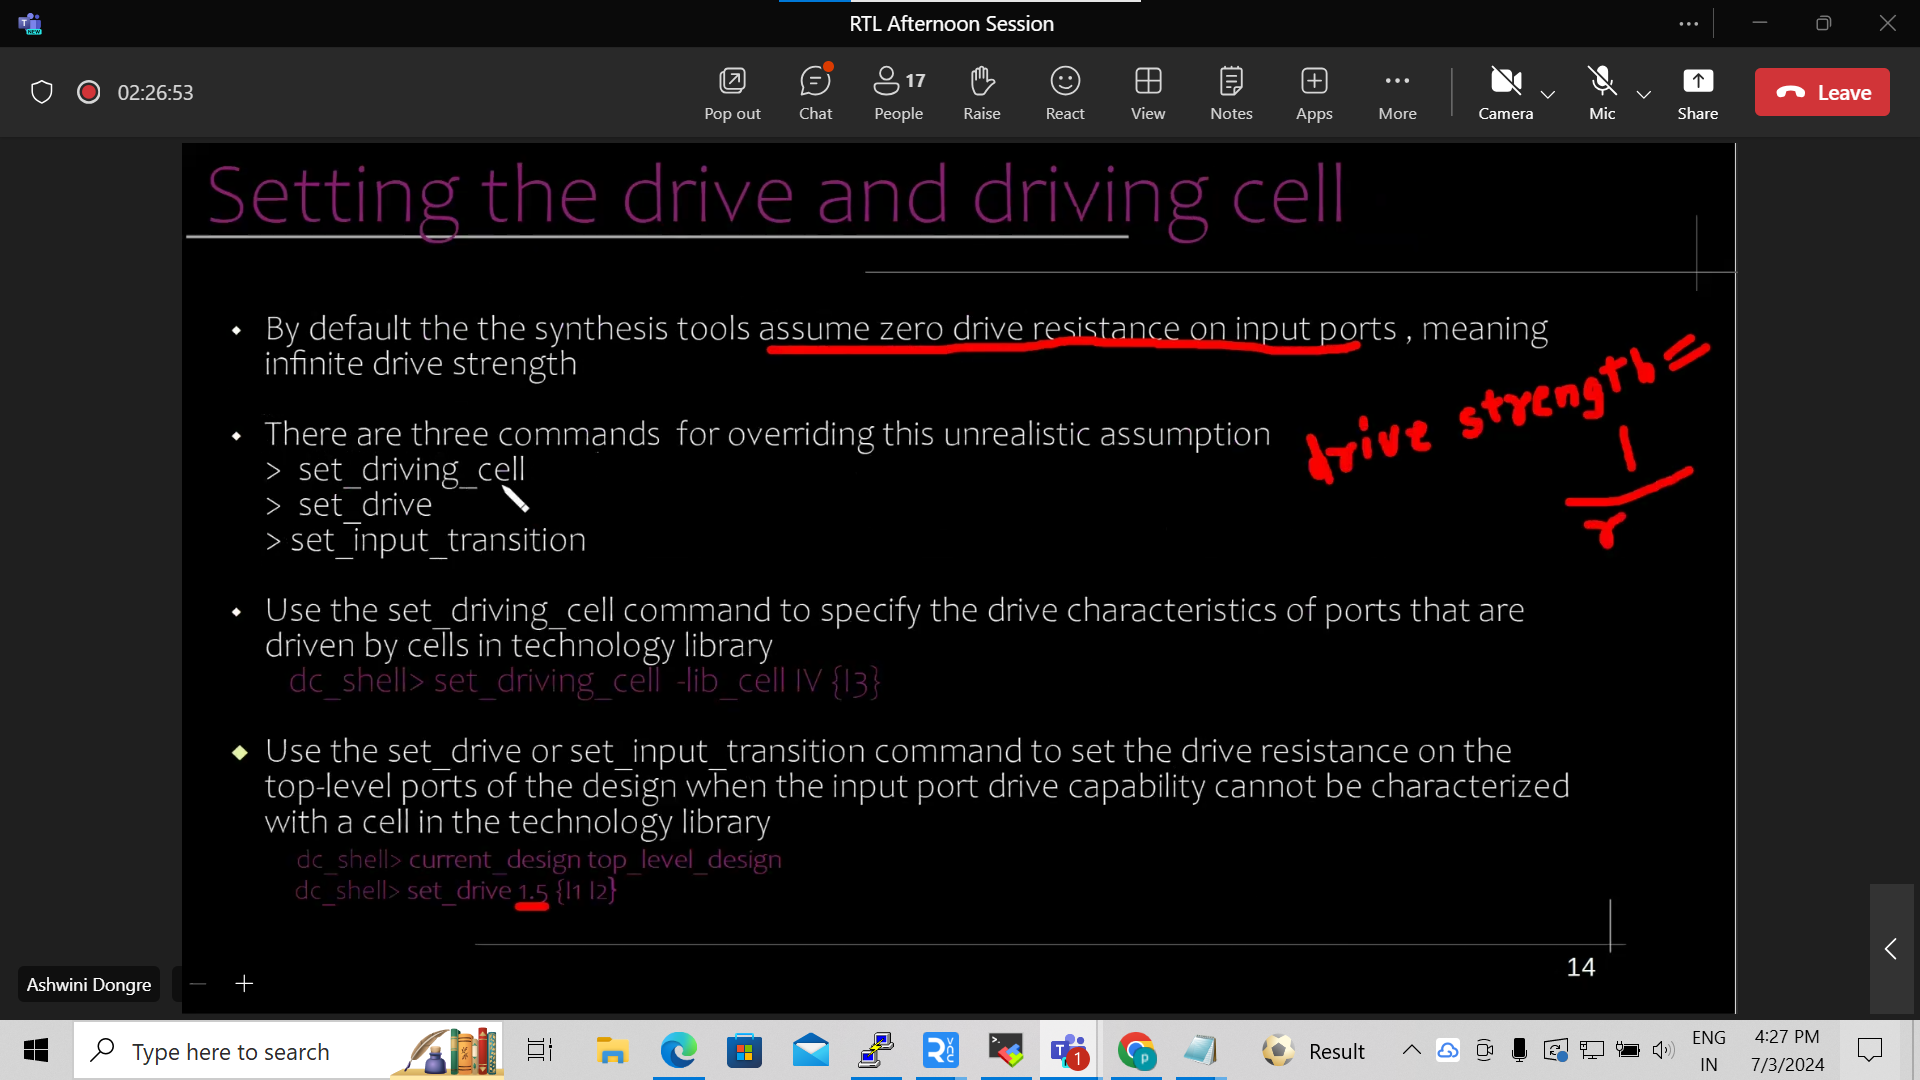 RTL Afternoon Session
02:26:53
Pop out
Chat
17
People
Raise
React
View
Notes
Apps
More
Camera
Mic
Share
Leave
Setting the drive and driving cell
By default the the synthesis tools assume zero drive resistance on input ports , meaning
infinite drive strength
There are three commands for overriding this unrealistic assumption
> set_driving_cell
> set_drive
> set_input_transition
drive strength =
1
r
Use the set_driving_cell command to specify the drive characteristics of ports that are
driven by cells in technology library
dc_shell> set_driving_cell -lib_cell IV {I3}
Use the set_drive or set_input_transition command to set the drive resistance on the
top-level ports of the design when the input port drive capability cannot be characterized
with a cell in the technology library
dc_shell> current_design top_level_design
dc_shell> set_drive 1.5 {I1 I2}
14
Ashwini Dongre
Type here to search
Result
ENG
IN
4:27 PM
7/3/2024